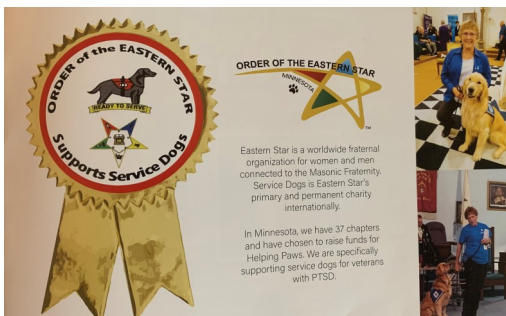 ORDER of the EASTERN STAR
READY TO SERVE
Supports Service Dogs
ORDER OF THE EASTERN STAR
MINNESOTA
TM
Eastern Star is a worldwide fraternal
organization for women and men
connected to the Masonic Fraternity.
Service Dogs is Eastern Star's
primary and permanent charity
internationally.
In Minnesota, we have 37 chapters
and have chosen to raise funds for
Helping Paws. We are specifically
supporting service dogs for veterans
with PTSD.